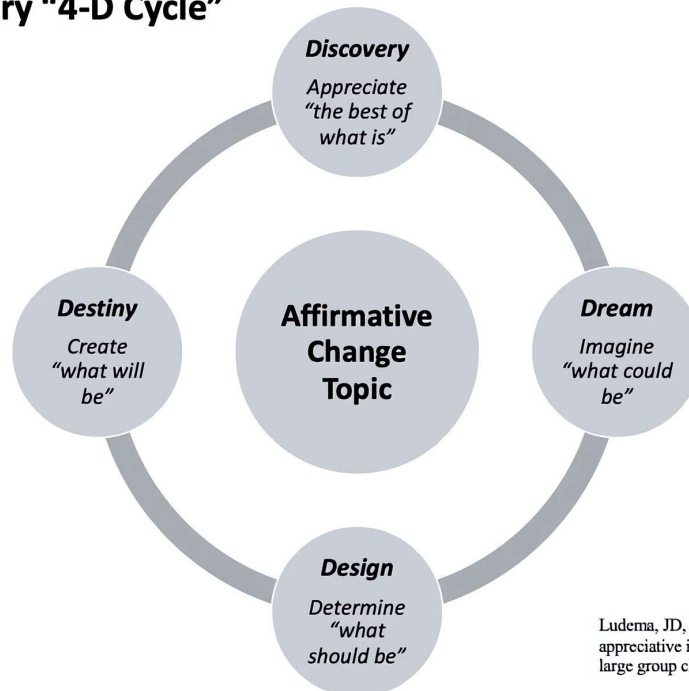 ry "4-D Cycle"
Discovery
Appreciate
“the best of
what is”
Dream
Imagine
“what could
be”
Design
Determine
“what
should be”
Destiny
Create
“what will
be”
Affirmative
Change
Topic
Ludema, JD,
appreciative i
large group c